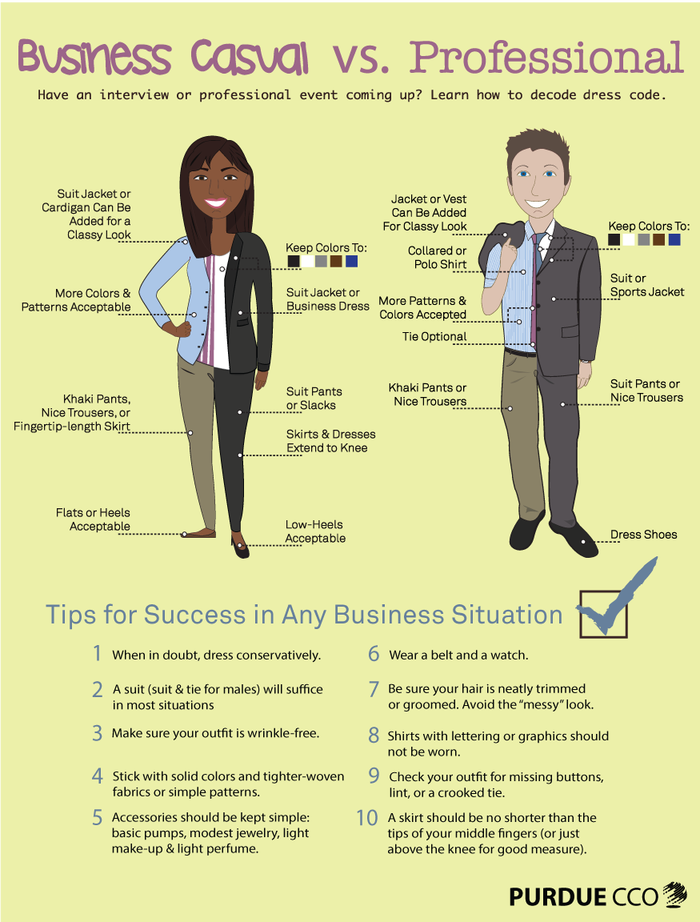 Business Casual vs. Professional
Have an interview or professional event coming up? Learn how to decode dress code.
Suit Jacket or
Cardigan Can Be
Added for a
Classy Look
More Colors &
Patterns Acceptable
Khaki Pants,
Nice Trousers, or
Fingertip-length Skirt
Flats or Heels
Acceptable
Keep Colors To:
Suit Jacket or
Business Dress
Suit Pants
or Slacks
Skirts & Dresses
Extend to Knee
Low-Heels
Acceptable
Jacket or Vest
Can Be Added
For Classy Look
Collared or
Polo Shirt
More Patterns &
Colors Accepted
Tie Optional
Khaki Pants or
Nice Trousers
Keep Colors To:
Suit or
Sports Jacket
Suit Pants or
Nice Trousers
Dress Shoes
Tips for Success in Any Business Situation
1 When in doubt, dress conservatively.
2 A suit (suit & tie for males) will suffice
in most situations
3 Make sure your outfit is wrinkle-free.
4 Stick with solid colors and tighter-woven
fabrics or simple patterns.
5 Accessories should be kept simple:
basic pumps, modest jewelry, light
make-up & light perfume.
6 Wear a belt and a watch.
7 Be sure your hair is neatly trimmed
or groomed. Avoid the "messy" look.
8 Shirts with lettering or graphics should
not be worn.
9 Check your outfit for missing buttons,
lint, or a crooked tie.
10 A skirt should be no shorter than the
tips of your middle fingers (or just
above the knee for good measure).
PURDUE CCO